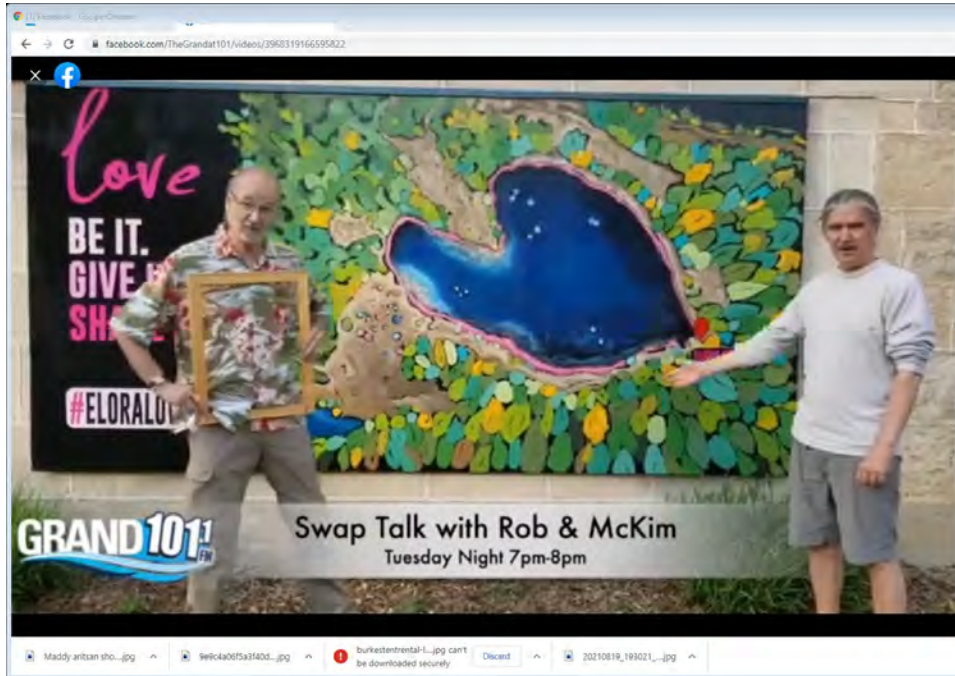 facebook.com/TheGrandat101/videos/3968319166595822
love
BE IT.
GIVE
SHA
#ELORALO
GRAND 101.1 FM
Swap Talk with Rob & McKim
Tuesday Night 7pm-8pm
Maddy aritsan sho....jpg
9e9c4a06f5a3f40d....jpg
burkestentrental-l....jpg can't
be downloaded securely
Discard
20210819_193021_....jpg